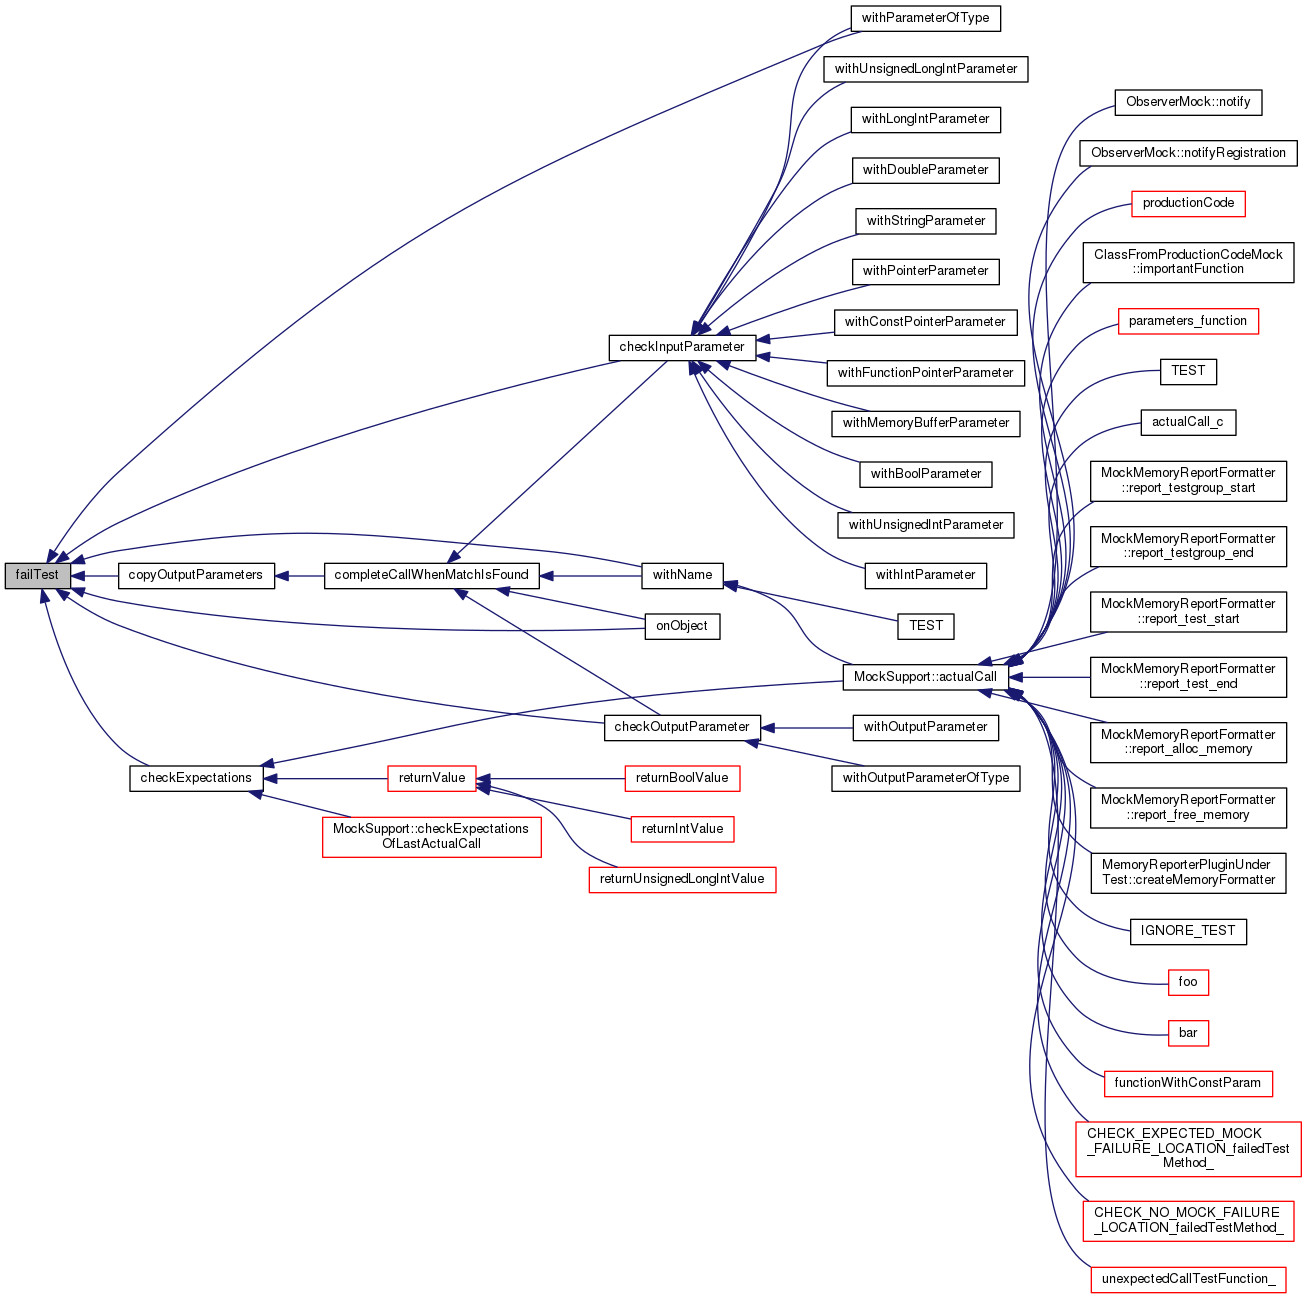 failTest
copyOutputParameters
checkExpectations
completeCallWhenMatchIsFound
returnValue
MockSupport::checkExpectations
OfLastActualCall
checkInputParameter
withName
onObject
checkOutputParameter
returnBoolValue
returnIntValue
returnUnsignedLongIntValue
withParameterOfType
withUnsignedLongIntParameter
withLongIntParameter
withDoubleParameter
withStringParameter
withPointerParameter
withConstPointerParameter
withFunctionPointerParameter
withMemoryBufferParameter
withBoolParameter
withUnsignedIntParameter
withIntParameter
TEST
MockSupport::actualCall
withOutputParameter
withOutputParameterOfType
ObserverMock::notify
ObserverMock::notifyRegistration
productionCode
ClassFromProductionCodeMock
::importantFunction
parameters_function
TEST
actualCall_c
MockMemoryReportFormatter
::report_testgroup_start
MockMemoryReportFormatter
::report_testgroup_end
MockMemoryReportFormatter
::report_test_start
MockMemoryReportFormatter
::report_test_end
MockMemoryReportFormatter
::report_alloc_memory
MockMemoryReportFormatter
::report_free_memory
MemoryReporterPluginUnder
Test::createMemoryFormatter
IGNORE_TEST
foo
bar
functionWithConstParam
CHECK_EXPECTED_MOCK
_FAILURE_LOCATION_failedTest
Method_
CHECK_NO_MOCK_FAILURE
_LOCATION_failedTestMethod_
unexpectedCallTestFunction_